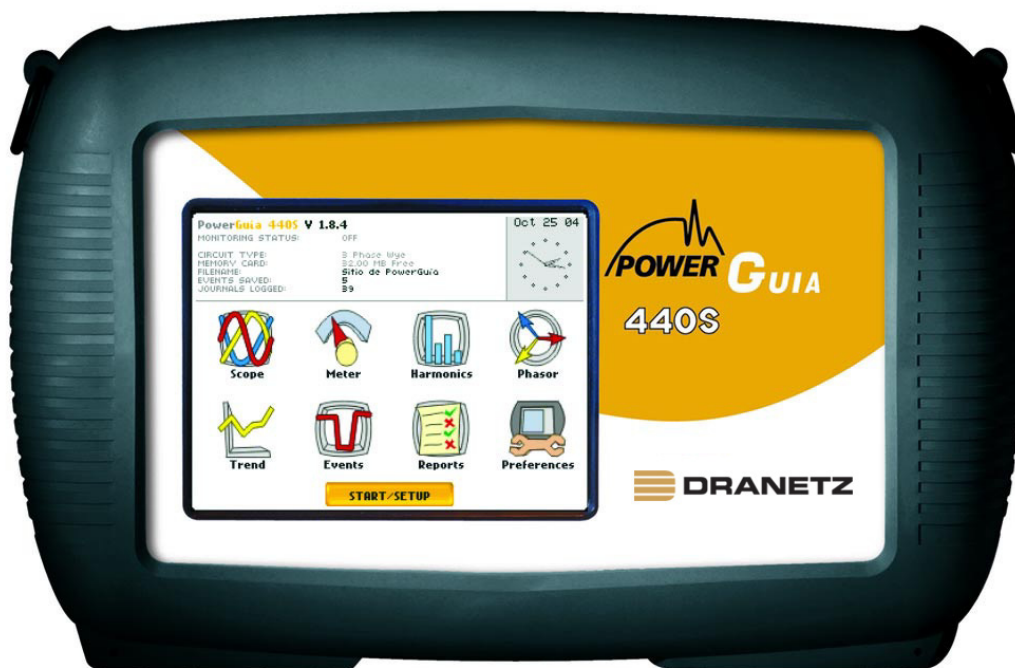 PowerGuia 440S V 1.8.4
Oct 25 04
MONITORING STATUS: OFF
CIRCUIT TYPE: 3 Phase Wye
MEMORY CARD: 32.00 MB Free
FILENAME: Sitio de PowerGuia
EVENTS SAVED: 5
JOURNALS LOGGED: 39
Scope
Meter
Harmonics
Phasor
Trend
Events
Reports
Preferences
START/SETUP
POWER GUIA
440S
DRANETZ